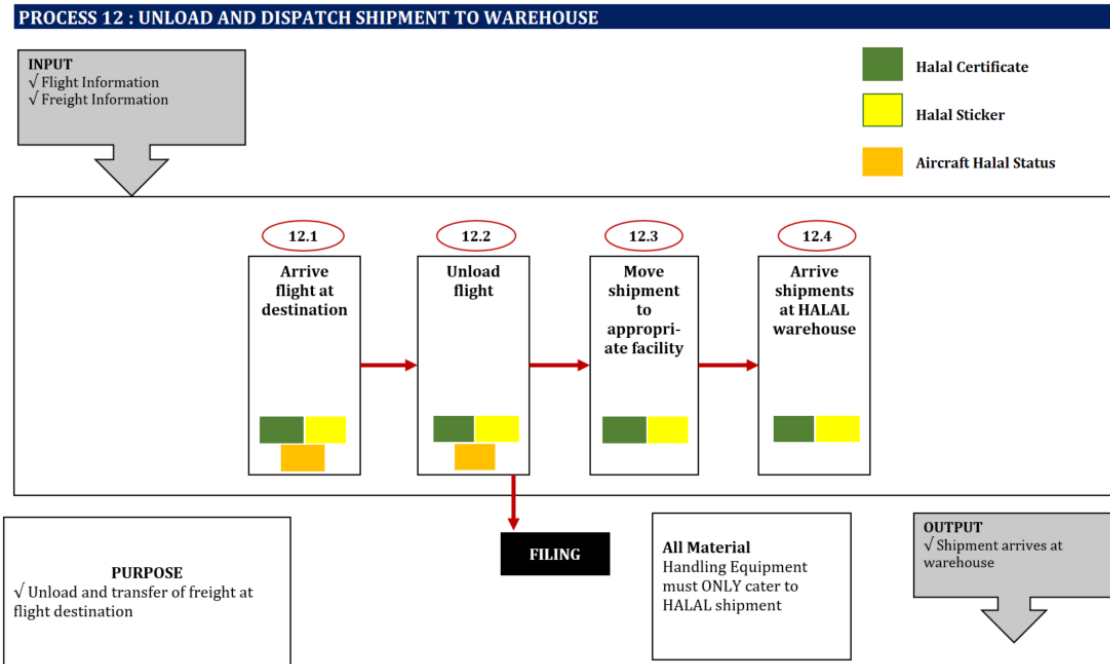 PROCESS 12 : UNLOAD AND DISPATCH SHIPMENT TO WAREHOUSE
INPUT
√ Flight Information
√ Freight Information
Halal Certificate
Halal Sticker
Aircraft Halal Status
12.1
Arrive
flight at
destination
12.2
Unload
flight
12.3
Move
shipment
to
appropri-
ate facility
12.4
Arrive
shipments
at HALAL
warehouse
PURPOSE
√ Unload and transfer of freight at
flight destination
FILING
All Material
Handling Equipment
must ONLY cater to
HALAL shipment
OUTPUT
√ Shipment arrives at
warehouse